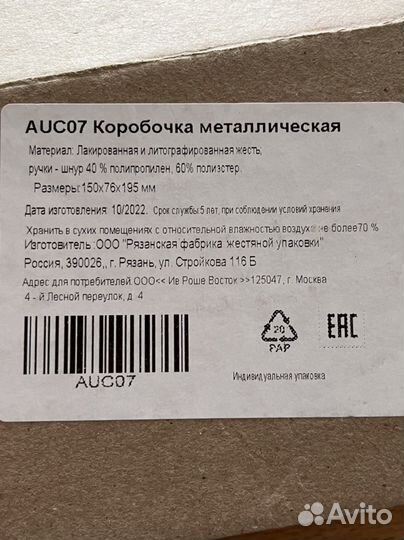 AUC07 Коробочка металлическая
Материал: Лакированная и литографированная жесть,
ручки - шнур 40 % полипропилен, 60% полиэстер.
Размеры:150х76х195 мм
Дата изготовления: 10/2022. Срок службы:5 лет, при соблюдении условий хранения
Хранить в сухих помещениях с относительной влажностью воздуха не более70 %
Изготовитель:ООО "Рязанская фабрика жестяной упаковки"
Россия, 390026,, г. Рязань, ул. Стройкова 116 Б
Адрес для потребителей:ООО<< Ив Роше Восток >>125047, г. Москва
4 - й Лесной переулок, д. 4
AUC07
20
PAP
EAC
Индивидуальная упаковка
Avito